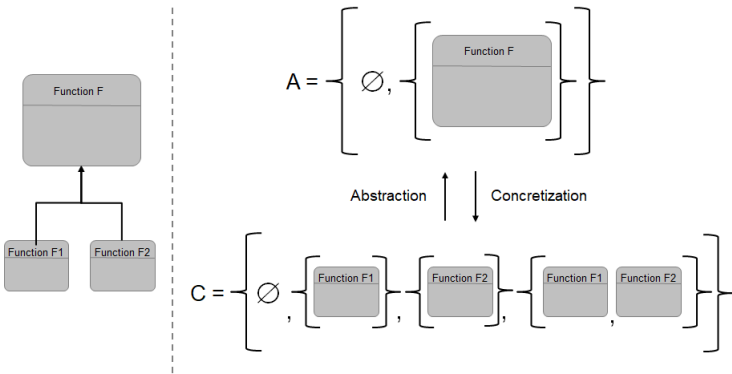 Function F
Function F1 Function F2
A = { ∅, { Function F } }
Abstraction Concretization
C = { ∅, { Function F1 }, { Function F2 }, { Function F1, Function F2 } }